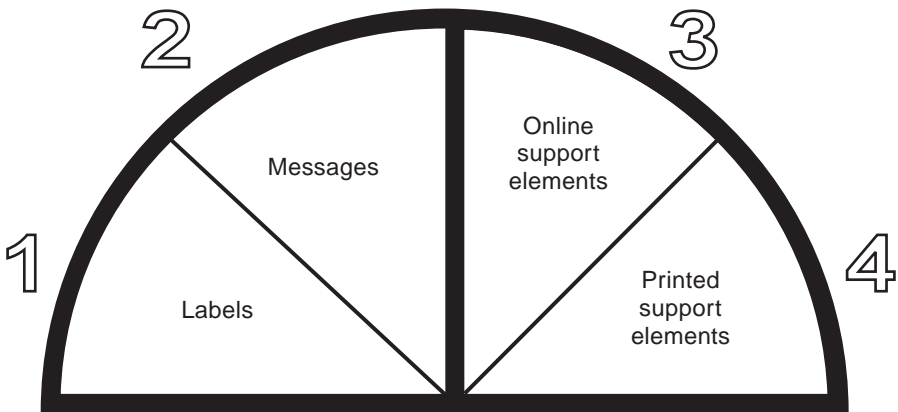 1
Labels
2
Messages
3
Online
support
elements
4
Printed
support
elements